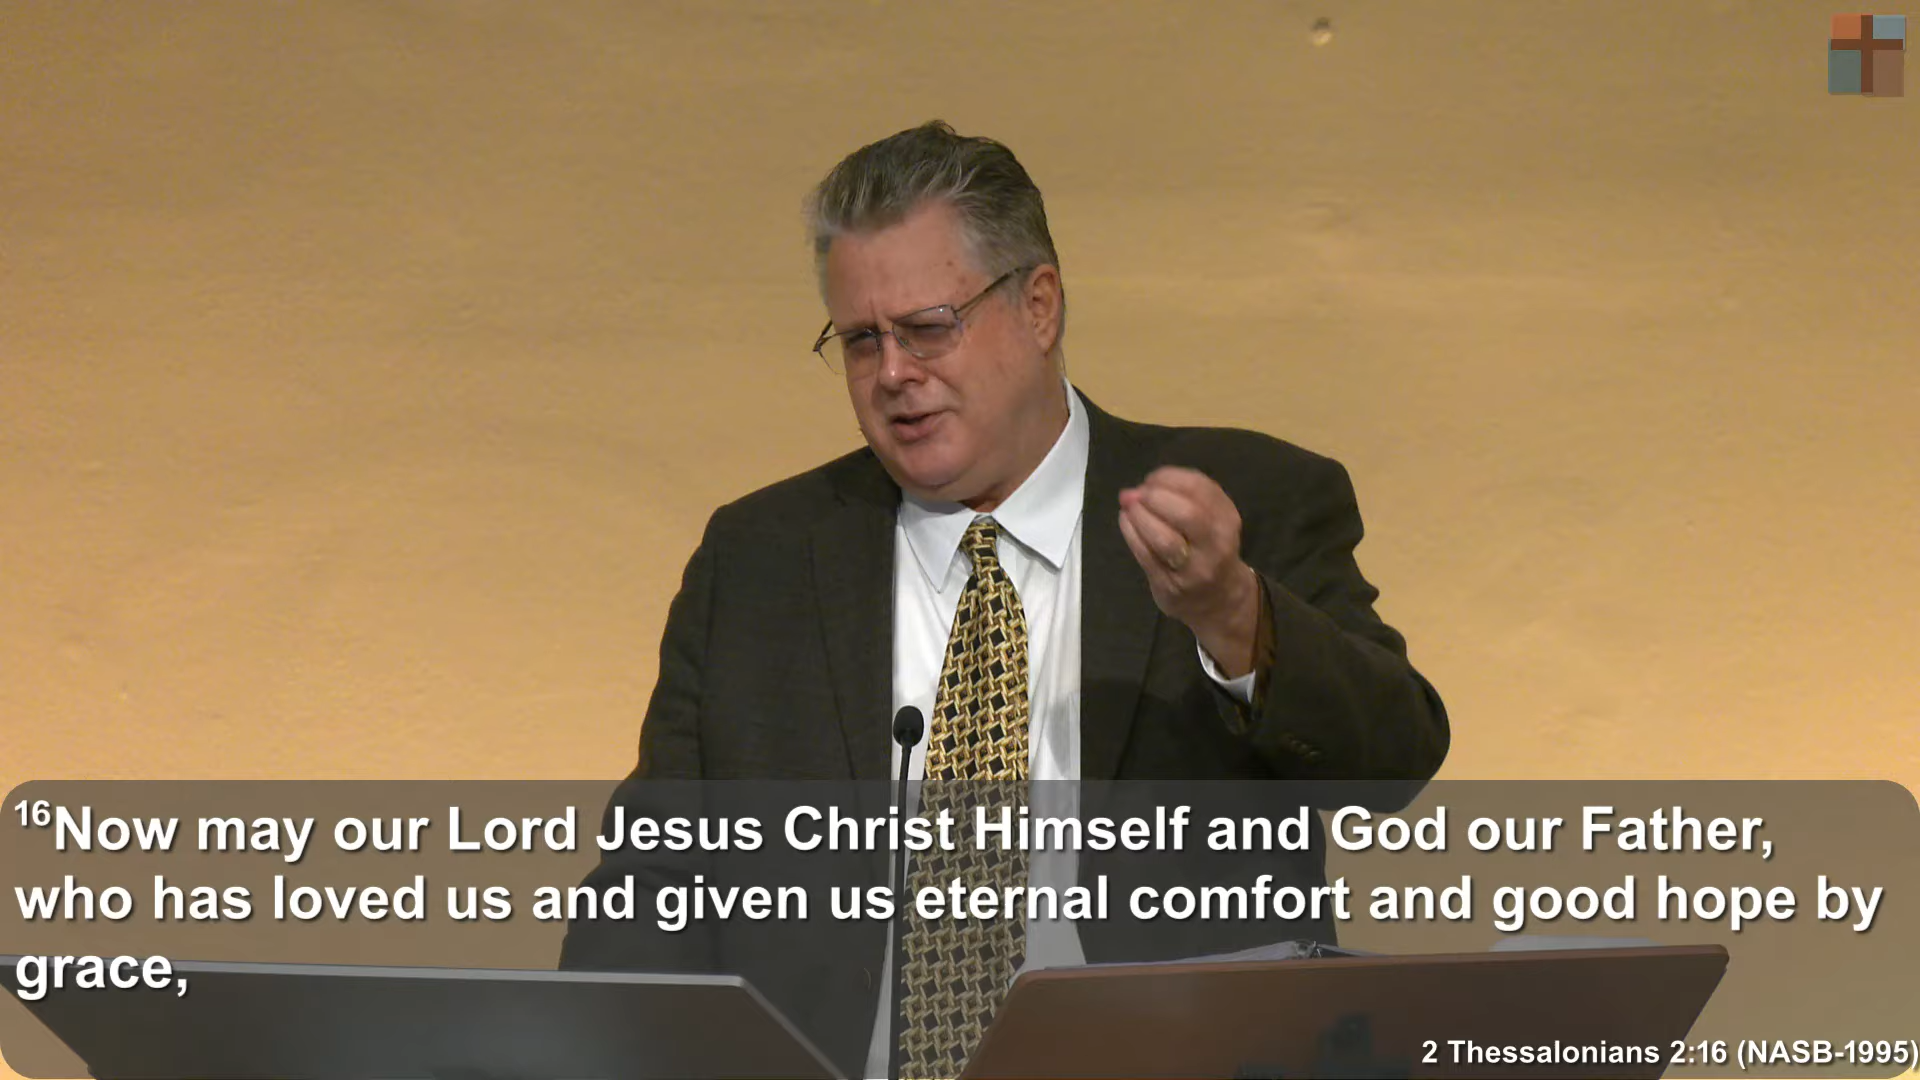 16Now may our Lord Jesus Christ Himself and God our Father,
who has loved us and given us eternal comfort and good hope by
grace,
2 Thessalonians 2:16 (NASB-1995)